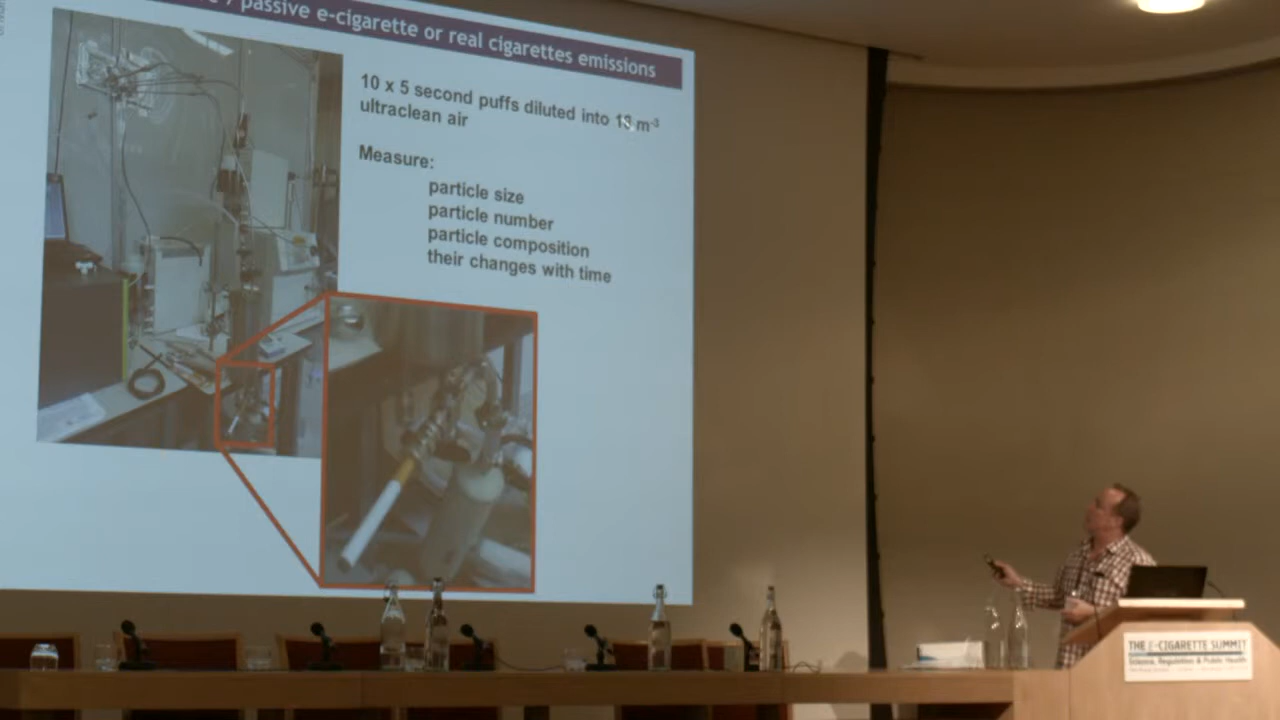 passive e-cigarette or real cigarettes emissions
10 x 5 second puffs diluted into 18 m-3
ultraclean air
Measure:
particle size
particle number
particle composition
their changes with time
THE E-CIGARETTE SUMMIT
Science, Regulation & Public Health